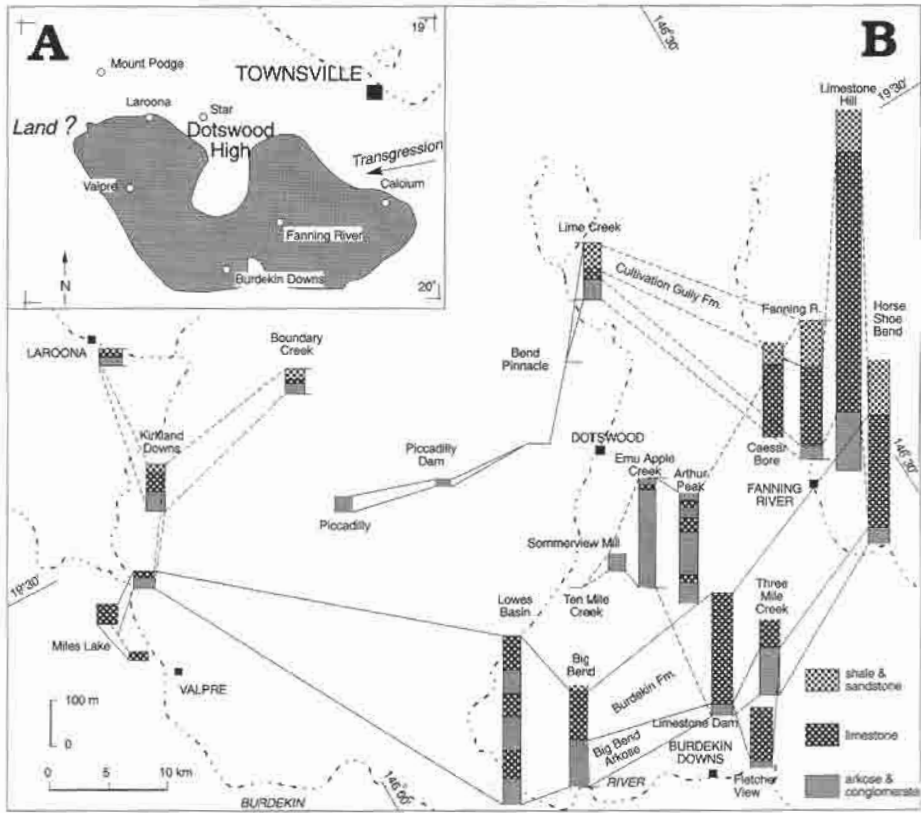 A
19°
Mount Podge
TOWNSVILLE
Laroona
Star
Land ?
Dotswood
High
Transgression
Valpre
Calcium
Fanning River
Burdekin Downs
N
20°
B
146°30'
19°30'
Limestone
Hill
Lime Creek
Cultivation Gully Fm.
Fanning R.
Horse
Shoe
Bend
LAROONA
Boundary
Creek
Bend
Pinnacle
Kirkland
Downs
Piccadilly
Dam
DOTSWOOD
Caesar
Bore
146°30'
Emu Apple
Creek
Arthur
Peak
FANNING
RIVER
Piccadilly
Sommerview Mill
19°30'
Lowes
Basin
Ten Mile
Creek
Three
Mile
Creek
Miles Lake
Big
Bend
VALPRE
shale &
sandstone
100 m
0
Burdekin Fm.
Limestone Dam
limestone
Big Bend
Arkose
BURDEKIN
DOWNS
0 5 10 km
146°00'
RIVER
Fletcher
View
arkose &
conglomerate
BURDEKIN